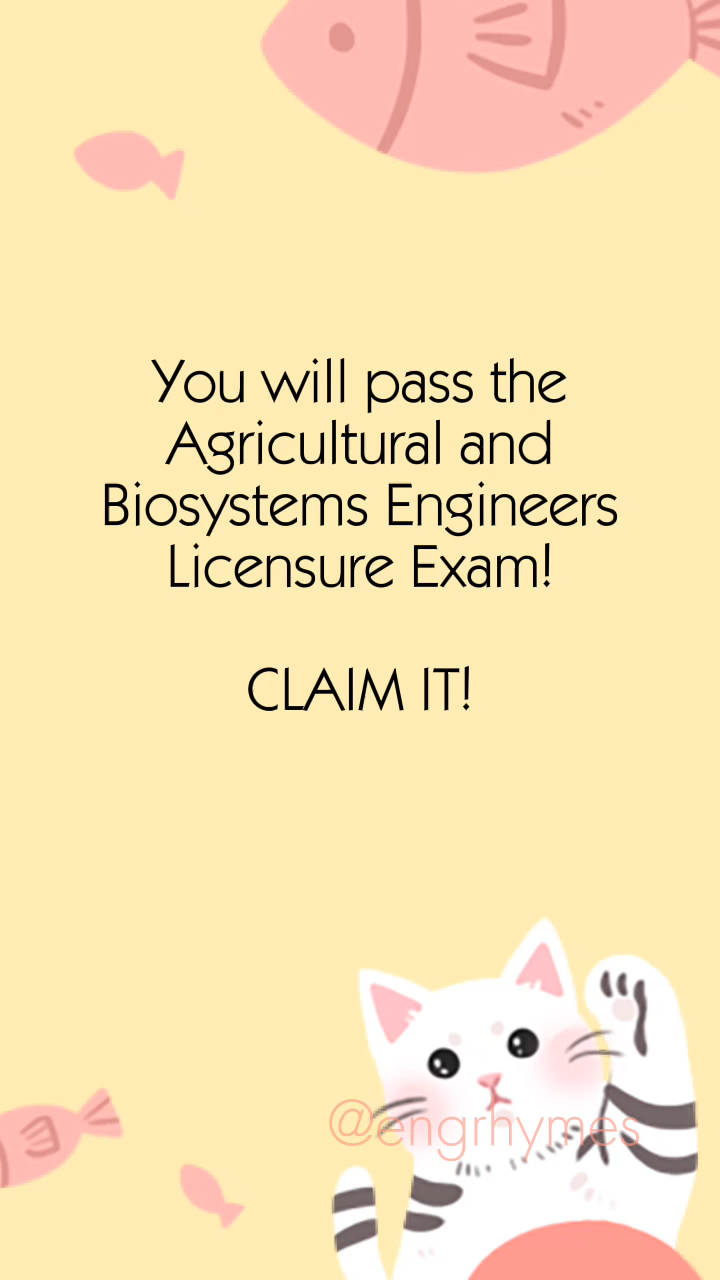 You will pass the
Agricultural and
Biosystems Engineers
Licensure Exam!
CLAIM IT!
@engrhymes